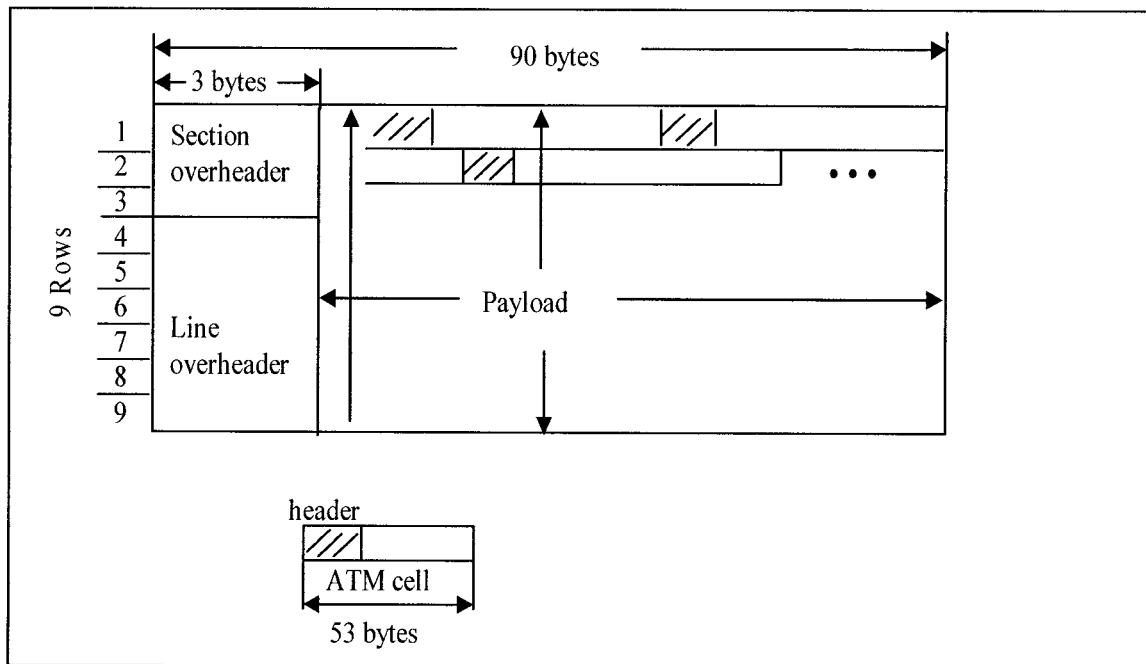 90 bytes
3 bytes
9 Rows
1
2
3
4
5
6
7
8
9
Section
overheader
Line
overheader
Payload
header
ATM cell
53 bytes